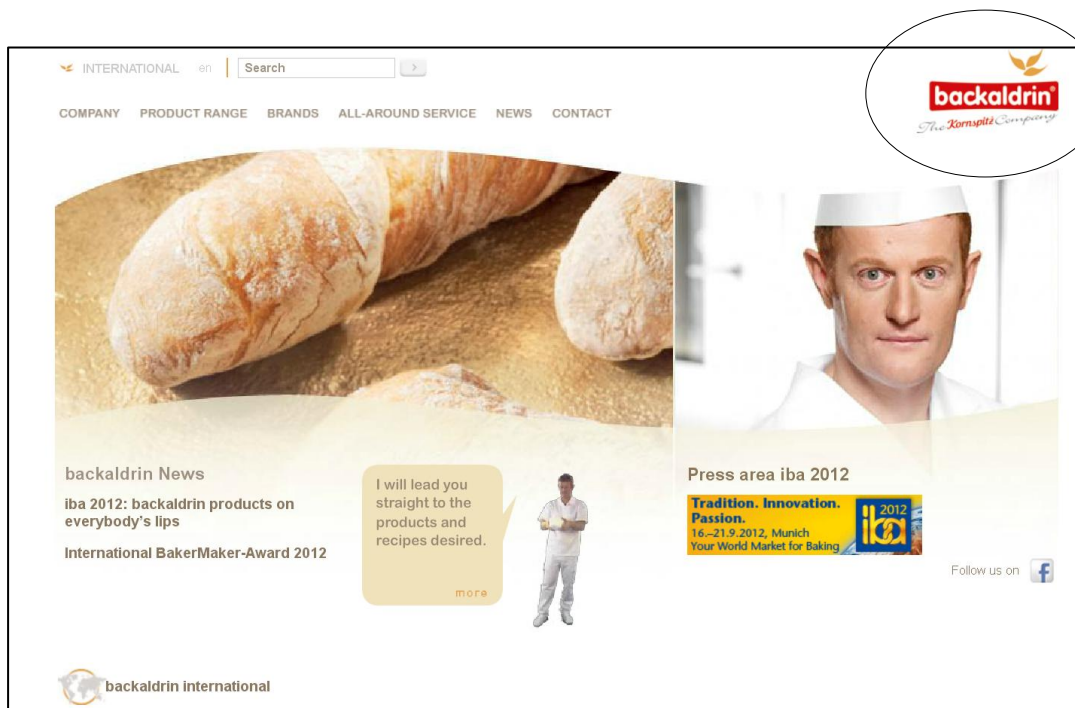 INTERNATIONAL en Search
backaldrin®
The Kornspitz Company
COMPANY PRODUCT RANGE BRANDS ALL-AROUND SERVICE NEWS CONTACT
backaldrin News
iba 2012: backaldrin products on
everybody's lips
International BakerMaker-Award 2012
I will lead you
straight to the
products and
recipes desired.
more
Press area iba 2012
Tradition. Innovation.
Passion.
16.–21.9.2012, Munich
Your World Market for Baking
2012
iba
Follow us on f
backaldrin international